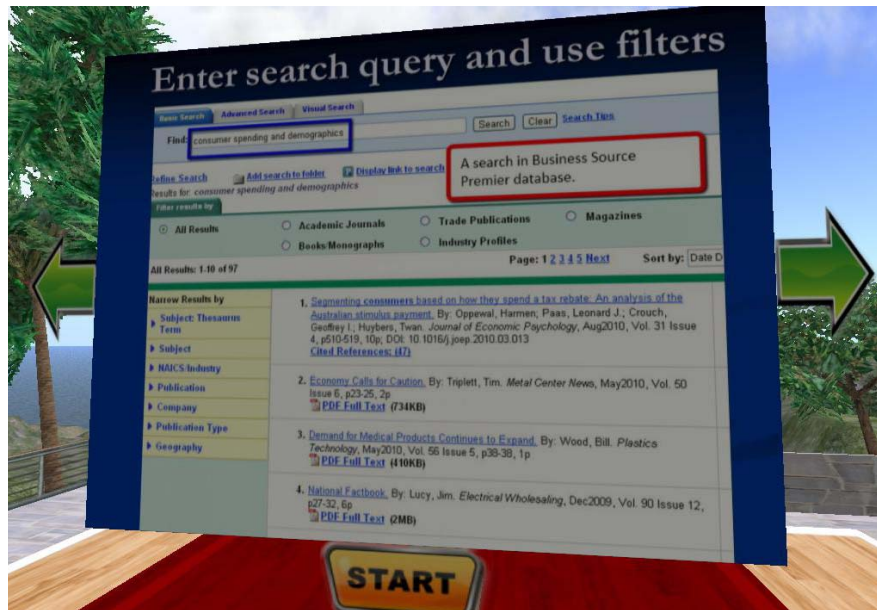 Enter search query and use filters
Basic Search Advanced Search Visual Search
Find: consumer spending and demographics Search Clear Search Tips
Refine Search Add search to folder Display link to search
Results for: consumer spending and demographics
A search in Business Source
Premier database.
Filter results by
All Results Academic Journals Trade Publications Magazines
Books/Monographs Industry Profiles
All Results: 1-10 of 97 Page: 1 2 3 4 5 Next Sort by: Date D
Narrow Results by
Subject: Thesaurus
Term
Subject
NAICS/Industry
Publication
Company
Publication Type
Geography
1. Segmenting consumers based on how they spend a tax rebate: An analysis of the
Australian stimulus payment. By: Oppewal, Harmen; Paas, Leonard J.; Crouch,
Geoffrey I.; Huybers, Twan. Journal of Economic Psychology, Aug2010, Vol. 31 Issue
4, p510-519, 10p; DOI: 10.1016/j.joep.2010.03.013
Cited References: (47)
2. Economy Calls for Caution. By: Triplett, Tim. Metal Center News, May2010, Vol. 50
Issue 6, p23-25, 2p
PDF Full Text (734KB)
3. Demand for Medical Products Continues to Expand. By: Wood, Bill. Plastics
Technology, May2010, Vol. 56 Issue 5, p38-38, 1p
PDF Full Text (410KB)
4. National Factbook. By: Lucy, Jim. Electrical Wholesaling, Dec2009, Vol. 90 Issue 12,
p27-32, 6p
PDF Full Text (2MB)
START